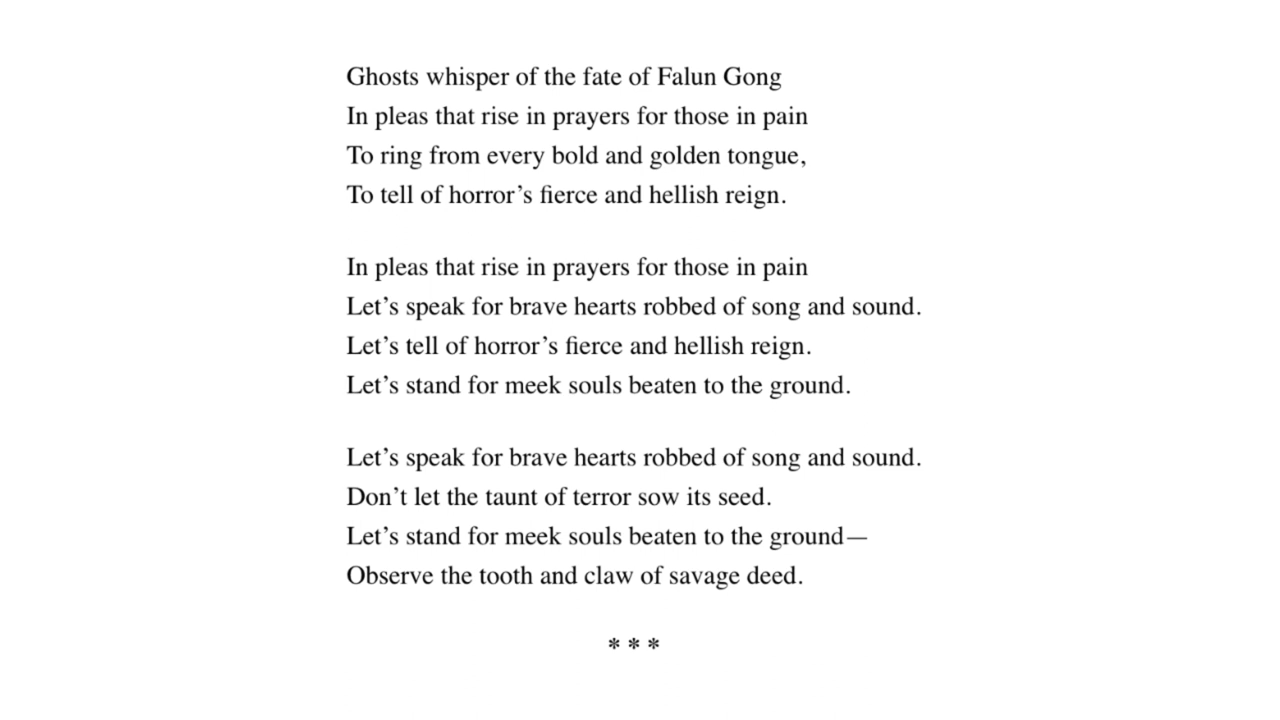 Ghosts whisper of the fate of Falun Gong
In pleas that rise in prayers for those in pain
To ring from every bold and golden tongue,
To tell of horror’s fierce and hellish reign.
In pleas that rise in prayers for those in pain
Let’s speak for brave hearts robbed of song and sound.
Let’s tell of horror’s fierce and hellish reign.
Let’s stand for meek souls beaten to the ground.
Let’s speak for brave hearts robbed of song and sound.
Don’t let the taunt of terror sow its seed.
Let’s stand for meek souls beaten to the ground—
Observe the tooth and claw of savage deed.
* * *